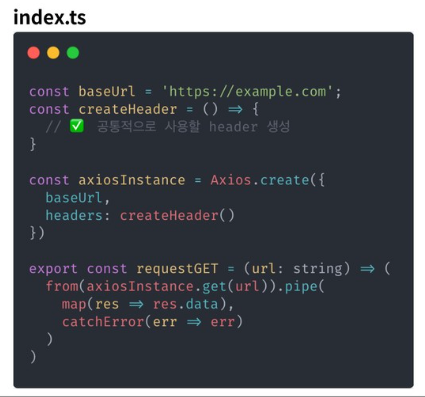 index.ts
const baseUrl = 'https://example.com';
const createHeader = () => {
  // ✅ 공통적으로 사용할 header 생성
}
const axiosInstance = Axios.create({
  baseUrl,
  headers: createHeader()
})
export const requestGET = (url: string) => (
  from(axiosInstance.get(url)).pipe(
    map(res => res.data),
    catchError(err => err)
  )
)